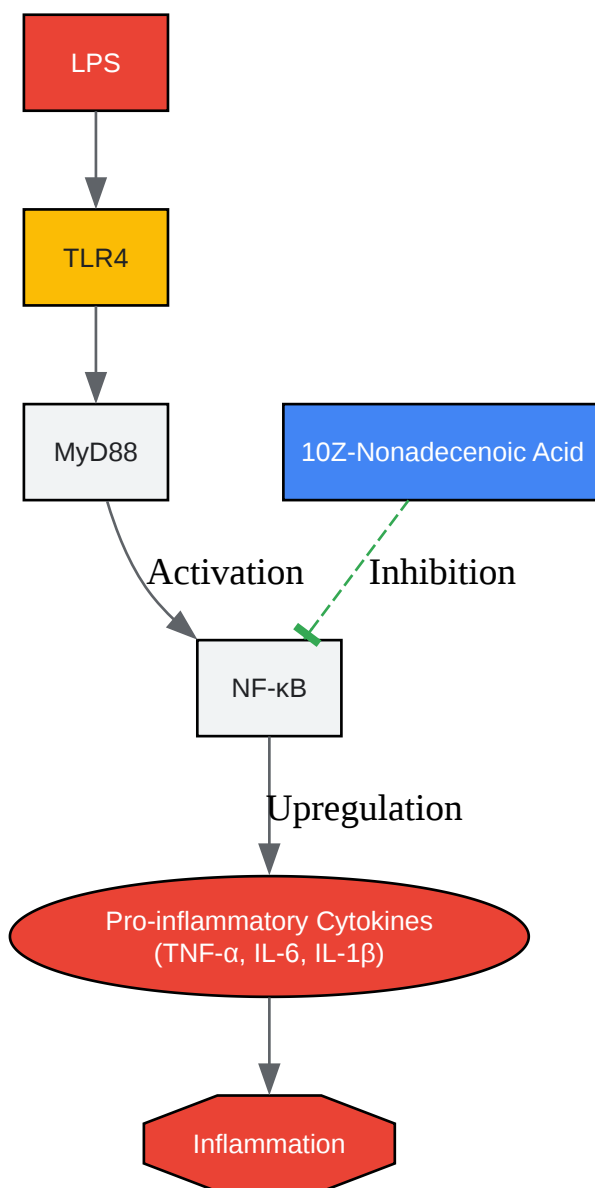 LPS
TLR4
MyD88
10Z-Nonadecenoic Acid
Activation
Inhibition
NF-κB
Upregulation
Pro-inflammatory Cytokines
(TNF-α, IL-6, IL-1β)
Inflammation